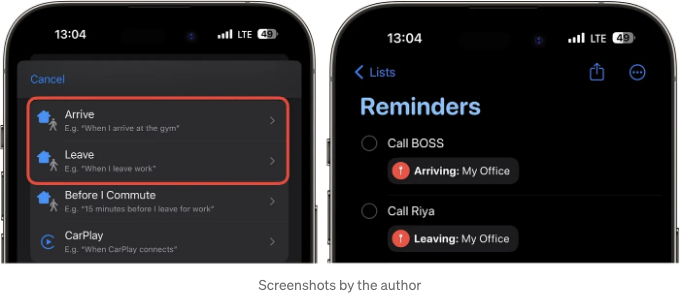 13:04
LTE 49
Cancel
Arrive
E.g. "When I arrive at the gym"
Leave
E.g. "When I leave work"
Before I Commute
E.g. "15 minutes before I leave for work"
CarPlay
E.g. "When CarPlay connects"
13:04
LTE 49
Lists
Reminders
Call BOSS
Arriving: My Office
Call Riya
Leaving: My Office
Screenshots by the author